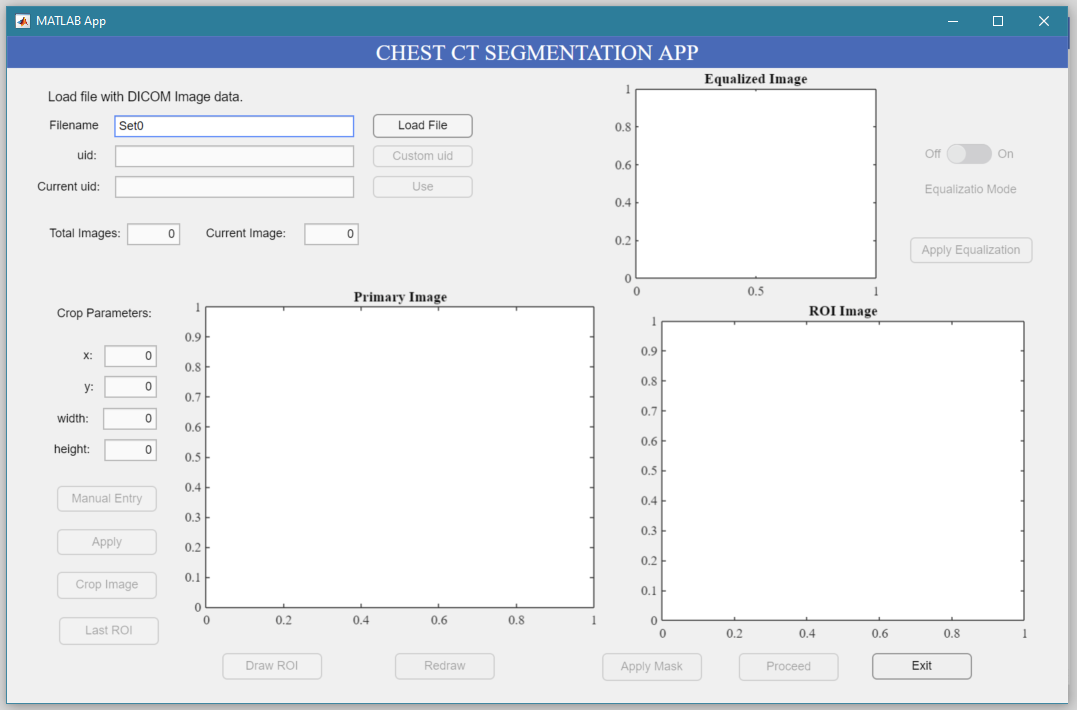 MATLAB App
CHEST CT SEGMENTATION APP
Load file with DICOM Image data.
Filename Set0 Load File
uid: Custom uid
Current uid: Use
Total Images: 0 Current Image: 0
Equalized Image
1
0.8
0.6
0.4
0.2
0
0 0.5 1
Off On
Equalizatio Mode
Apply Equalization
Crop Parameters:
x: 0
y: 0
width: 0
height: 0
Manual Entry
Apply
Crop Image
Last ROI
Primary Image
1
0.9
0.8
0.7
0.6
0.5
0.4
0.3
0.2
0.1
0
0 0.2 0.4 0.6 0.8 1
ROI Image
1
0.9
0.8
0.7
0.6
0.5
0.4
0.3
0.2
0.1
0
0 0.2 0.4 0.6 0.8 1
Draw ROI Redraw Apply Mask Proceed Exit